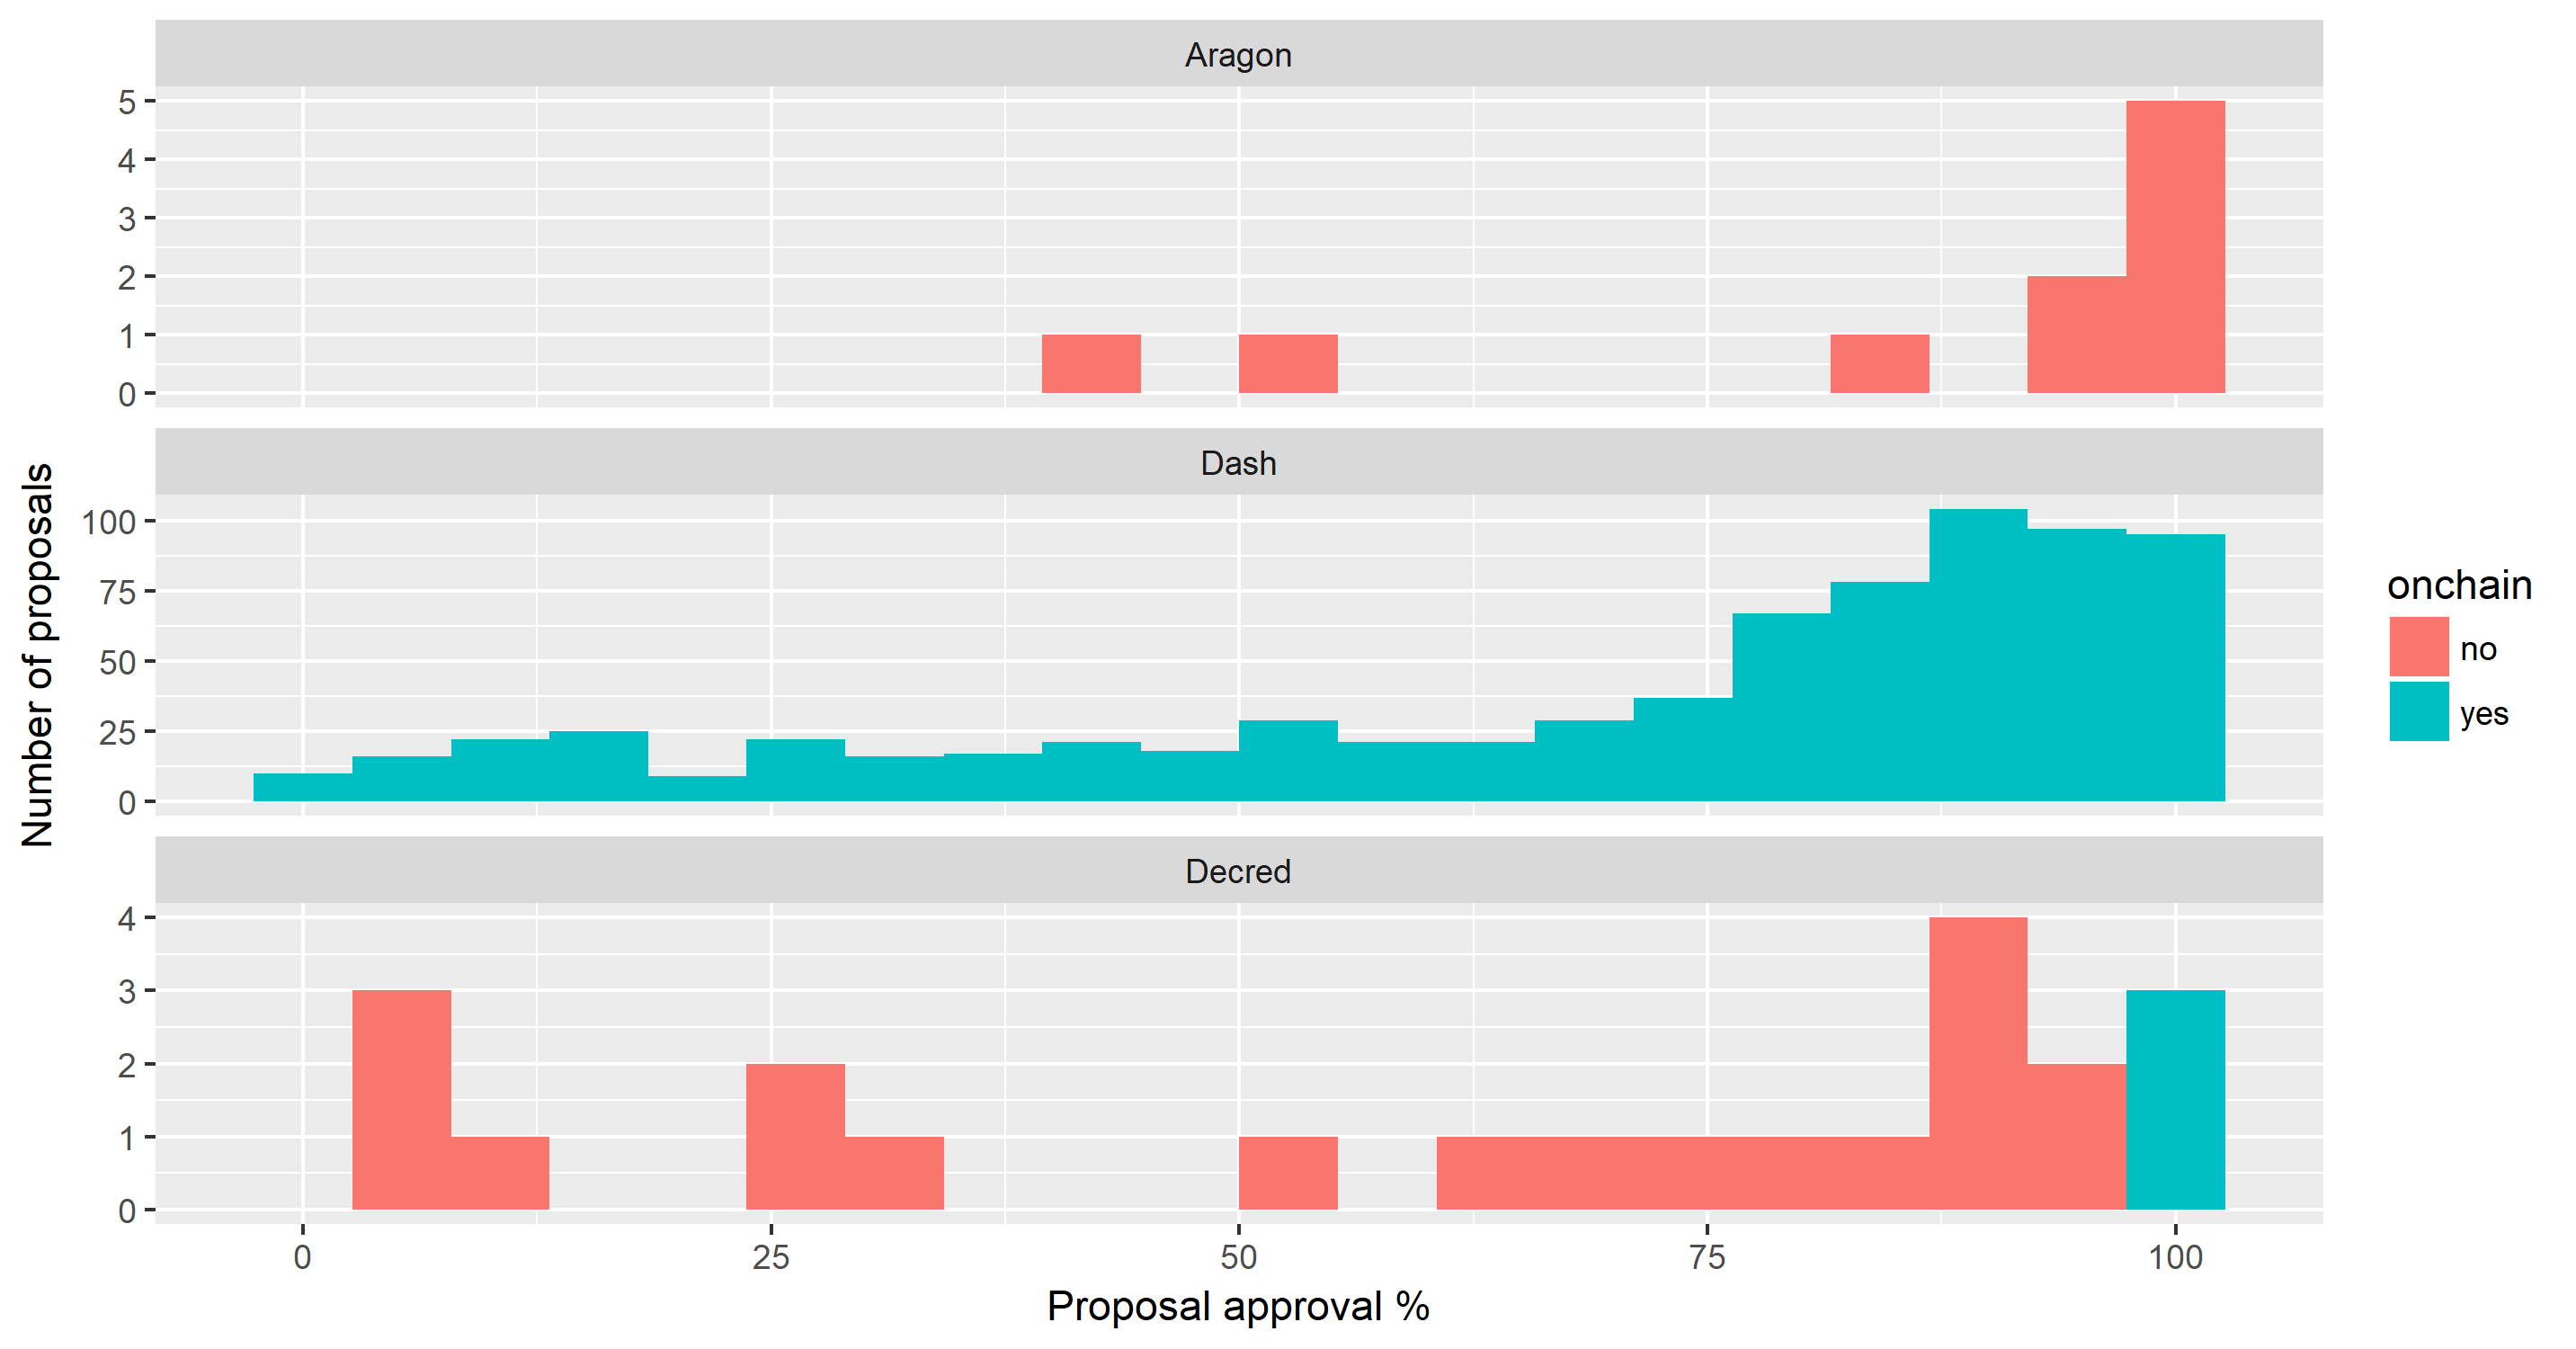 Aragon
5
4
3
2
1
0
Dash
100
75
50
25
0
Decred
4
3
2
1
0
0 25 50 75 100
Proposal approval %
Number of proposals
onchain
no
yes